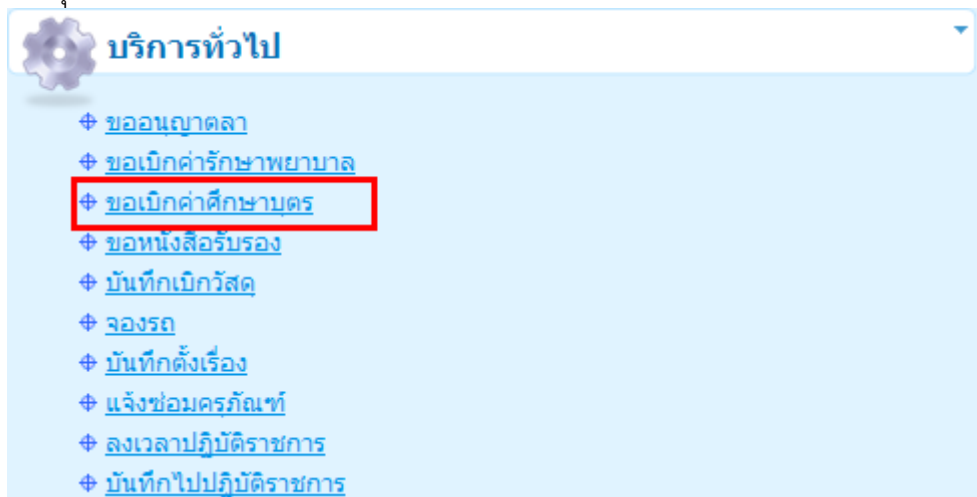 บริการทั่วไป
ขออนุญาตลา
ขอเบิกค่ารักษาพยาบาล
ขอเบิกค่าศึกษาบุตร
ขอหนังสือรับรอง
บันทึกเบิกวัสดุ
จองรถ
บันทึกตั้งเรื่อง
แจ้งซ่อมครุภัณฑ์
ลงเวลาปฏิบัติราชการ
บันทึกไปปฏิบัติราชการ